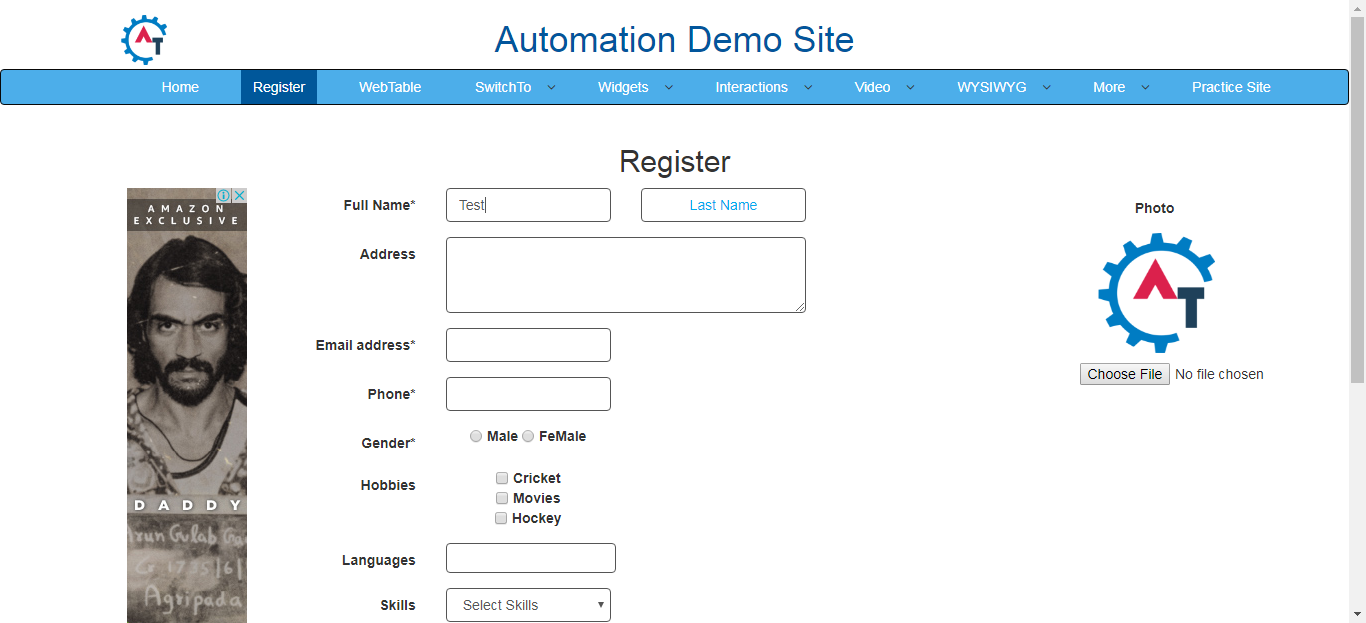 Automation Demo Site
Home Register WebTable SwitchTo Widgets Interactions Video WYSIWYG More Practice Site
Register
AMAZON
EXCLUSIVE
DADDY
Arun Gulab
G 1735/6/
Agripada
Full Name* Test Last Name
Address
Email address*
Phone*
Gender* Male FeMale
Hobbies Cricket
Movies
Hockey
Languages
Skills Select Skills
Photo
AT
Choose File No file chosen